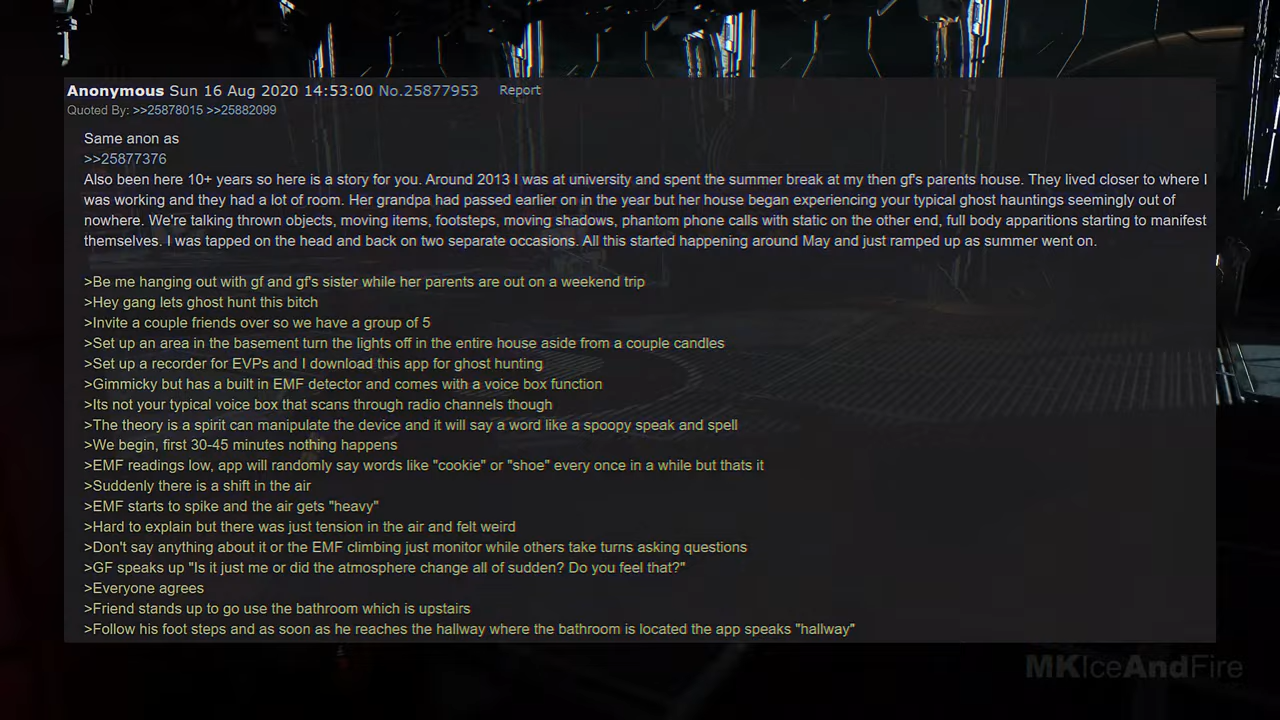 Anonymous Sun 16 Aug 2020 14:53:00 No.25877953 Report
Quoted By: >>25878015 >>25882099
Same anon as
>>25877376
Also been here 10+ years so here is a story for you. Around 2013 I was at university and spent the summer break at my then gf's parents house. They lived closer to where I
was working and they had a lot of room. Her grandpa had passed earlier on in the year but her house began experiencing your typical ghost hauntings seemingly out of
nowhere. We're talking thrown objects, moving items, footsteps, moving shadows, phantom phone calls with static on the other end, full body apparitions starting to manifest
themselves. I was tapped on the head and back on two separate occasions. All this started happening around May and just ramped up as summer went on.
>Be me hanging out with gf and gf's sister while her parents are out on a weekend trip
>Hey gang lets ghost hunt this bitch
>Invite a couple friends over so we have a group of 5
>Set up an area in the basement turn the lights off in the entire house aside from a couple candles
>Set up a recorder for EVPs and I download this app for ghost hunting
>Gimmicky but has a built in EMF detector and comes with a voice box function
>Its not your typical voice box that scans through radio channels though
>The theory is a spirit can manipulate the device and it will say a word like a spoopy speak and spell
>We begin, first 30-45 minutes nothing happens
>EMF readings low, app will randomly say words like "cookie" or "shoe" every once in a while but thats it
>Suddenly there is a shift in the air
>EMF starts to spike and the air gets "heavy"
>Hard to explain but there was just tension in the air and felt weird
>Don't say anything about it or the EMF climbing just monitor while others take turns asking questions
>GF speaks up "Is it just me or did the atmosphere change all of sudden? Do you feel that?"
>Everyone agrees
>Friend stands up to go use the bathroom which is upstairs
>Follow his foot steps and as soon as he reaches the hallway where the bathroom is located the app speaks "hallway"
MKIceAndFire